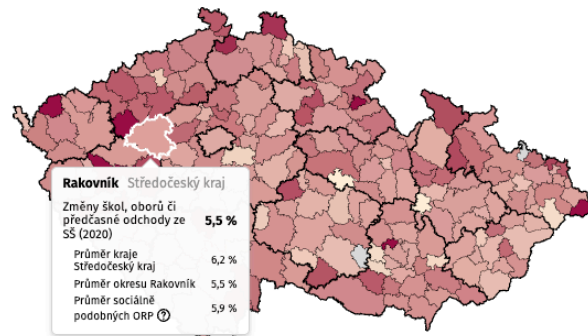 Rakovník Středočeský kraj
Změny škol, oborů či
předčasné odchody ze 5,5 %
SŠ (2020)
Průměr kraje
Středočeský kraj 6,2 %
Průměr okresu Rakovník 5,5 %
Průměr sociálně
podobných ORP ? 5,9 %